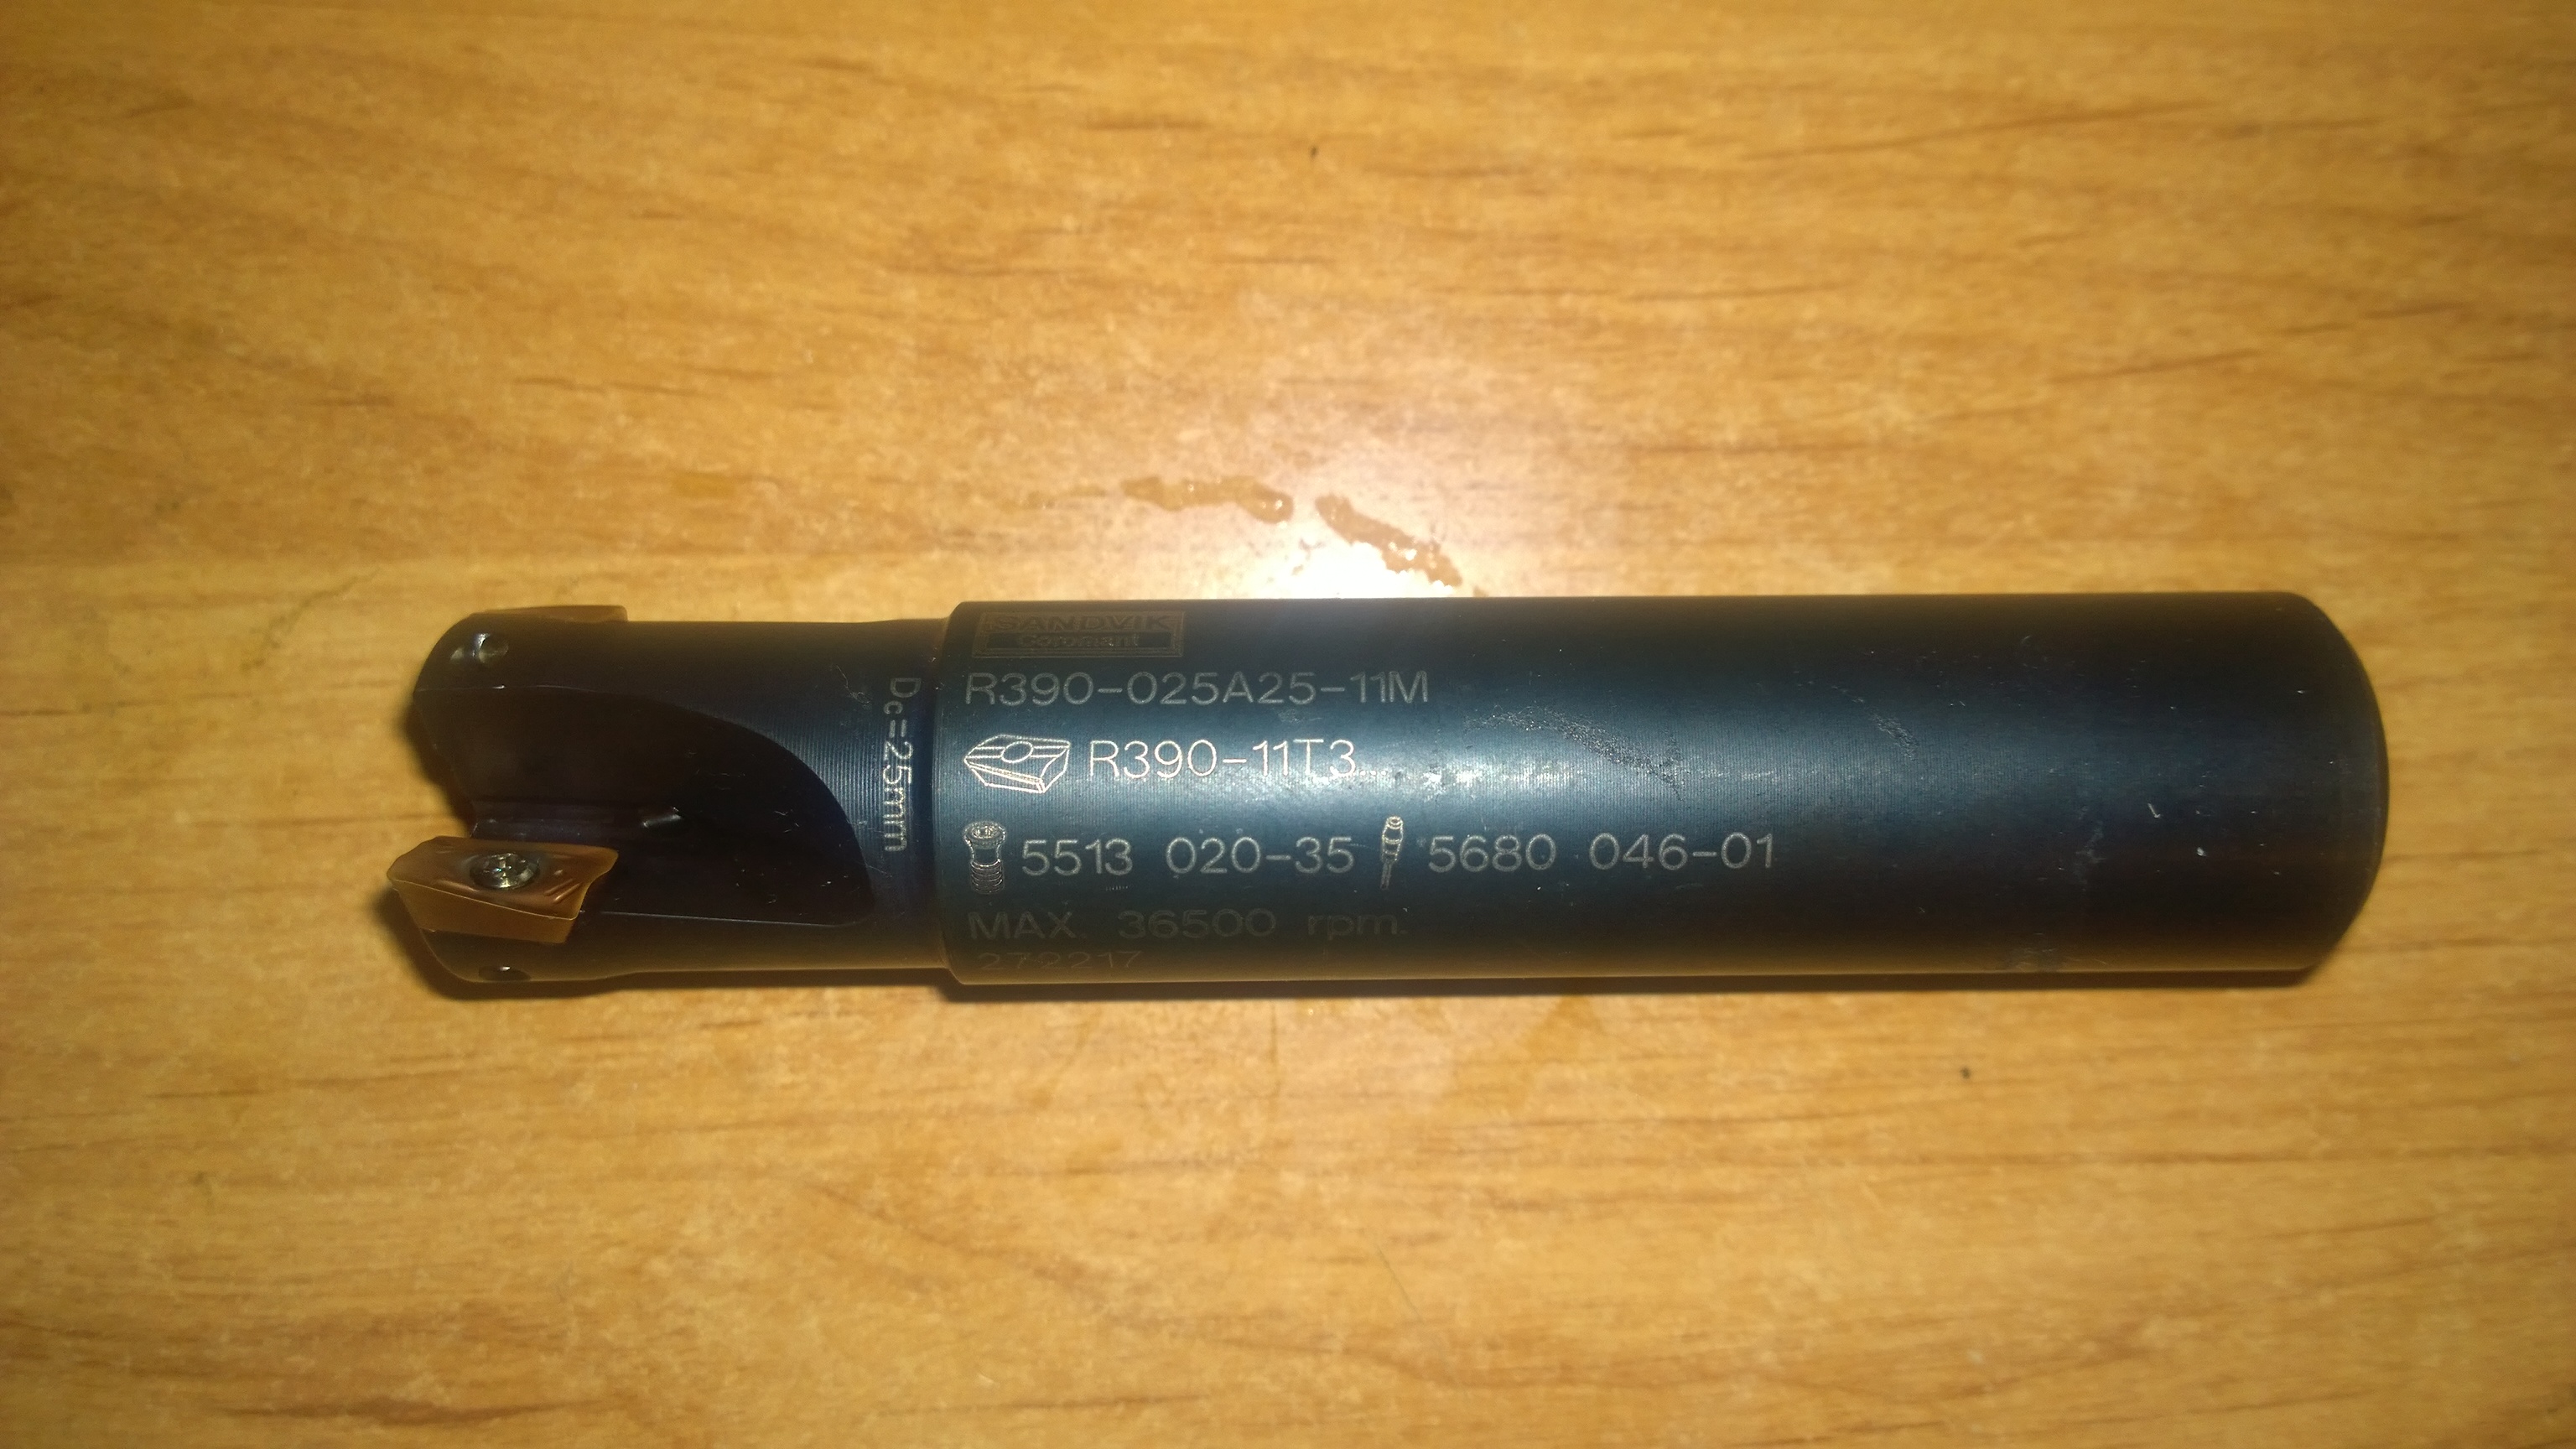 SANDVIK
Coromant
R390-025A25-11M
R390-11T3
5513 020-35 5680 046-01
MAX. 36500 rpm.
272217
Dc=25mm